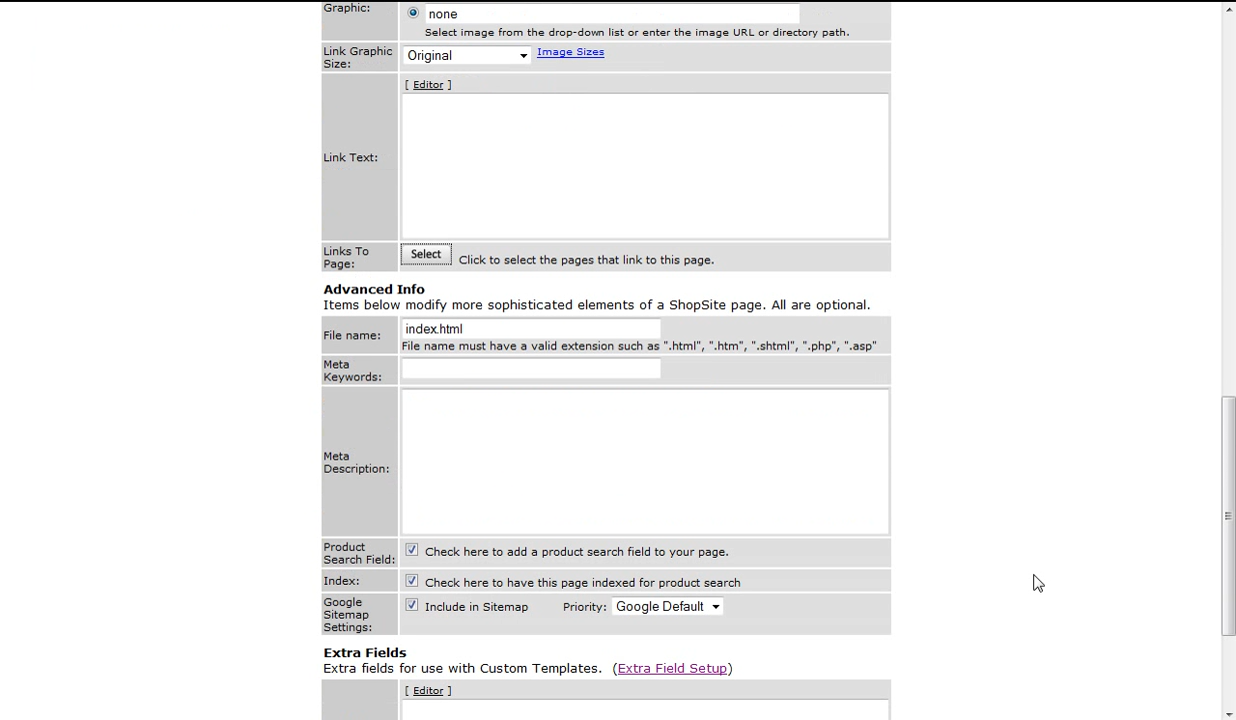 Graphic:
none
Select image from the drop-down list or enter the image URL or directory path.
Link Graphic
Size:
Original
Image Sizes
[ Editor ]
Link Text:
Links To
Page:
Select
Click to select the pages that link to this page.
Advanced Info
Items below modify more sophisticated elements of a ShopSite page. All are optional.
File name:
index.html
File name must have a valid extension such as ".html", ".htm", ".shtml", ".php", ".asp"
Meta
Keywords:
Meta
Description:
Product
Search Field:
Check here to add a product search field to your page.
Index:
Check here to have this page indexed for product search
Google
Sitemap
Settings:
Include in Sitemap
Priority:
Google Default
Extra Fields
Extra fields for use with Custom Templates. (Extra Field Setup)
[ Editor ]